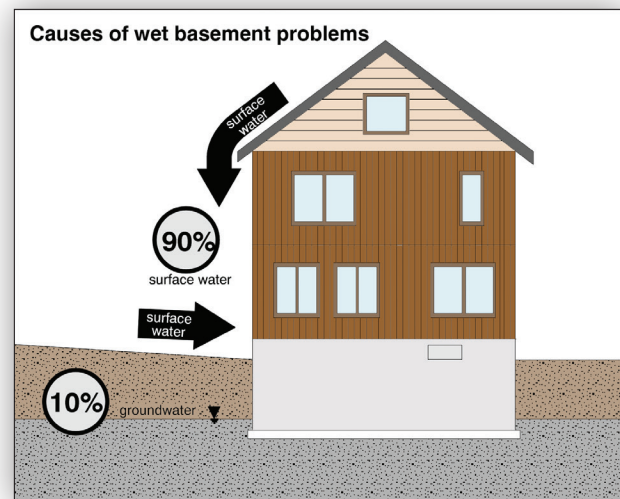 Causes of wet basement problems
surface
water
90%
surface water
surface
water
10%
groundwater